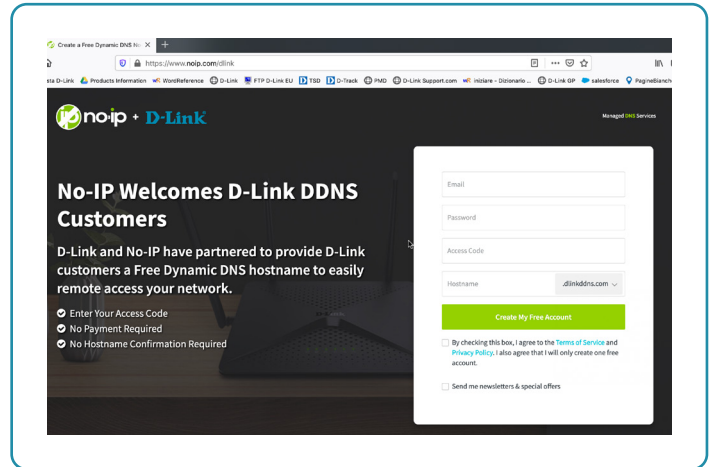 Create a Free Dynamic DNS No
https://www.noip.com/dlink
sta D-Link Products Information WordReference D-Link FTP D-Link EU TSD D-Track PMD D-Link Support.com iniziare - Dizionario ... D-Link GP salesforce PagineBianch
no·ip + D-Link
Managed DNS Services
No-IP Welcomes D-Link DDNS
Customers
D-Link and No-IP have partnered to provide D-Link
customers a Free Dynamic DNS hostname to easily
remote access your network.
Enter Your Access Code
No Payment Required
No Hostname Confirmation Required
Email
Password
Access Code
Hostname .dlinkddns.com
Create My Free Account
By checking this box, I agree to the Terms of Service and
Privacy Policy. I also agree that I will only create one free
account.
Send me newsletters & special offers